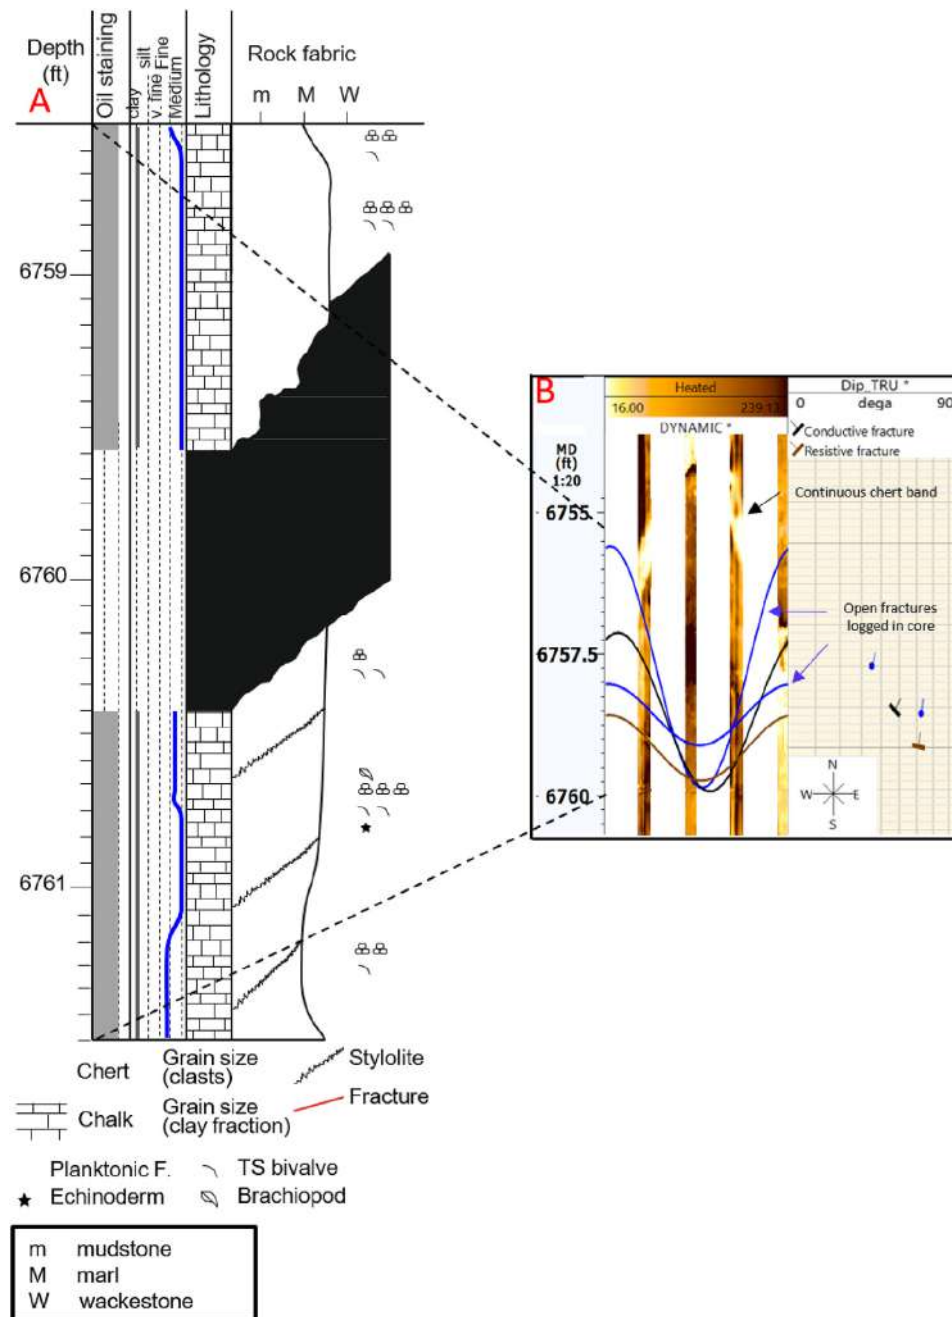 Depth
(ft)
A
Oil staining
clay
silt
v. fine
Fine
Medium
Lithology
Rock fabric
m M W
6759
6760
6761
B
Heated
16.00
DYNAMIC *
MD
(ft)
1:20
6755
6757.5
6760
Dip_TRU *
0 dega 90
Conductive fracture
Resistive fracture
Continuous chert band
Open fractures
logged in core
N
W E
S
Chert
Grain size
(clasts)
Stylolite
Chalk
Grain size
(clay fraction)
Fracture
Planktonic F.
TS bivalve
Echinoderm
Brachiopod
m mudstone
M marl
W wackestone